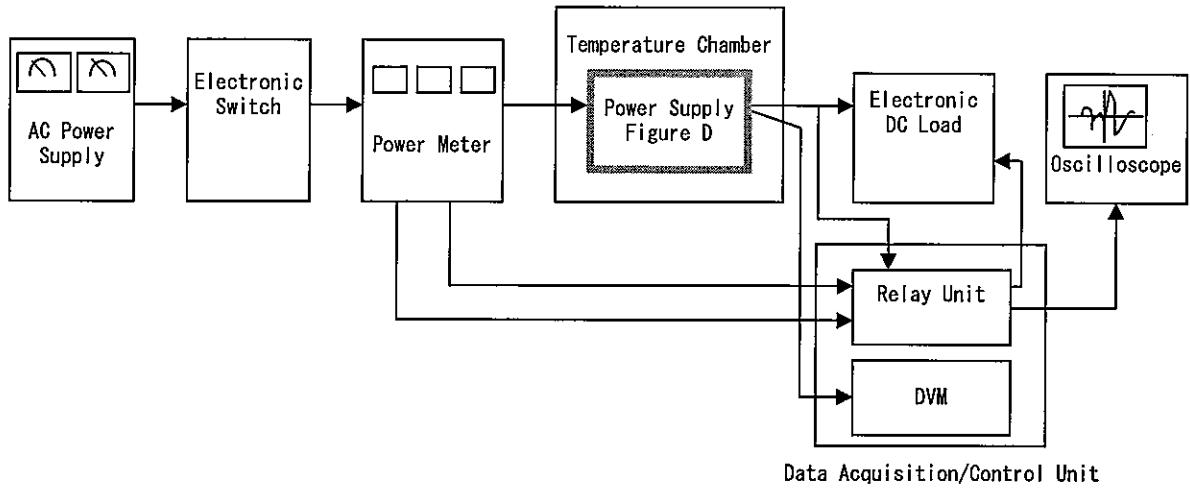 AC Power
Supply
Electronic
Switch
Power Meter
Temperature Chamber
Power Supply
Figure D
Electronic
DC Load
Oscilloscope
Relay Unit
DVM
Data Acquisition/Control Unit